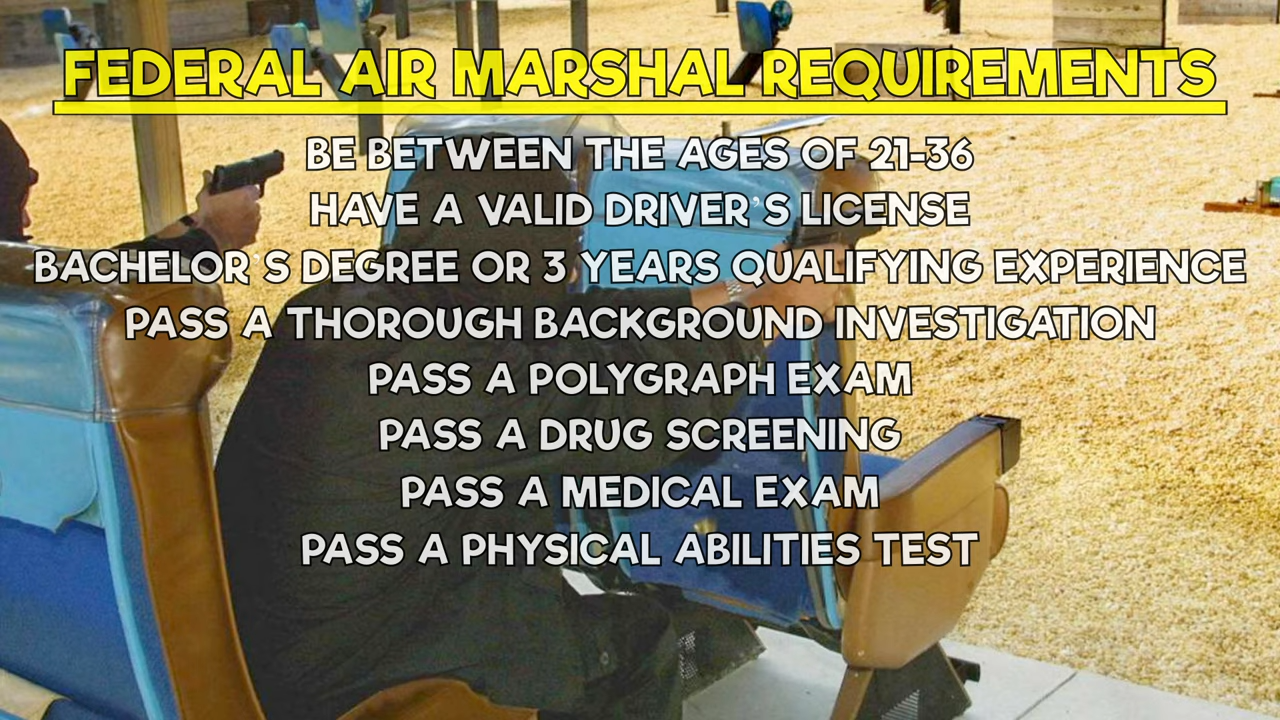 FEDERAL AIR MARSHAL REQUIREMENTS
BE BETWEEN THE AGES OF 21-36
HAVE A VALID DRIVER'S LICENSE
BACHELOR S DEGREE OR 3 YEARS QUALIFYING EXPERIENCE
PASS A THOROUGH BACKGROUND INVESTIGATION
PASS A POLYGRAPH EXAM
PASS A DRUG SCREENING
PASS A MEDICAL EXAM
PASS A PHYSICAL ABILITIES TEST